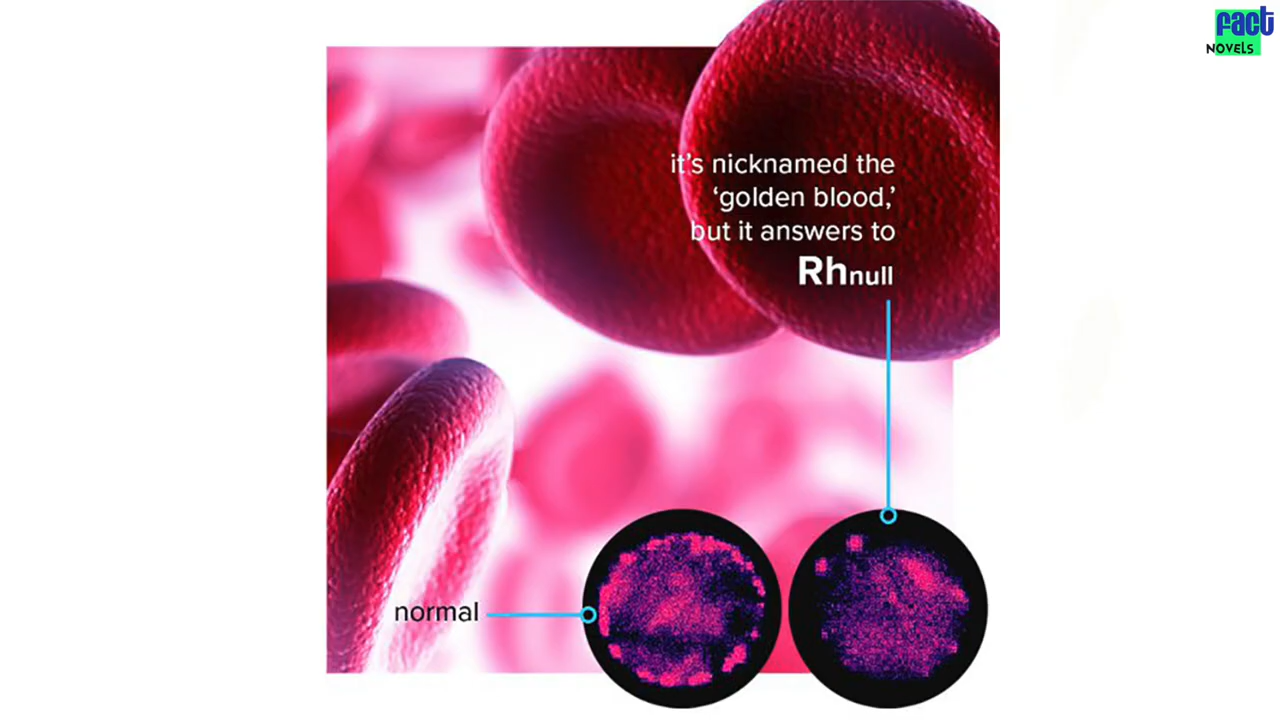 fact
NOVELS
it's nicknamed the
‘golden blood,’
but it answers to
Rhnull
normal